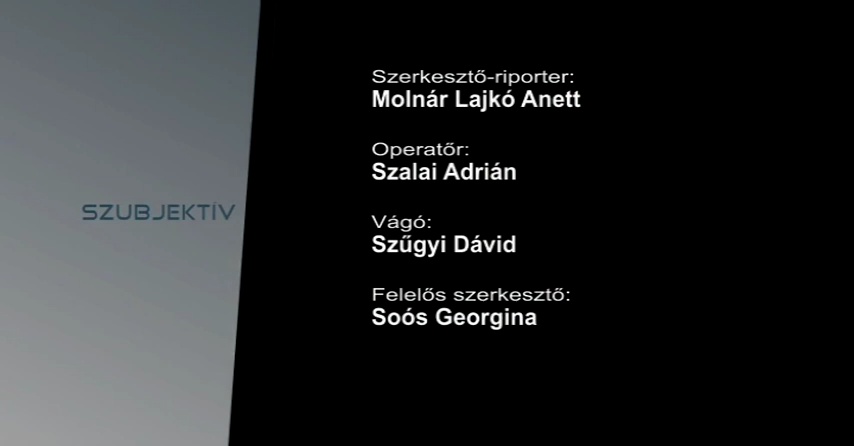 SZUBJEKTÍV
Szerkesztő-riporter:
Molnár Lajkó Anett
Operatőr:
Szalai Adrián
Vágó:
Szűgyi Dávid
Felelős szerkesztő:
Soós Georgina